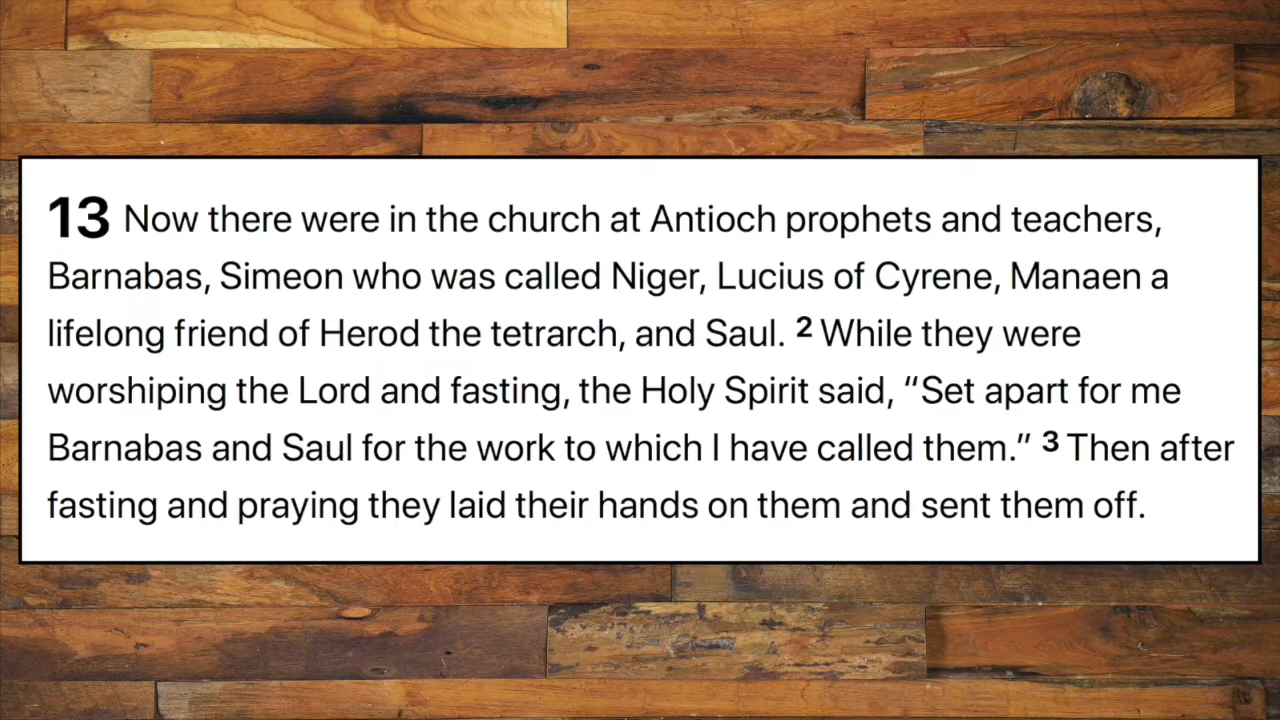 13 Now there were in the church at Antioch prophets and teachers,
Barnabas, Simeon who was called Niger, Lucius of Cyrene, Manaen a
lifelong friend of Herod the tetrarch, and Saul. 2 While they were
worshiping the Lord and fasting, the Holy Spirit said, “Set apart for me
Barnabas and Saul for the work to which I have called them.” 3 Then after
fasting and praying they laid their hands on them and sent them off.